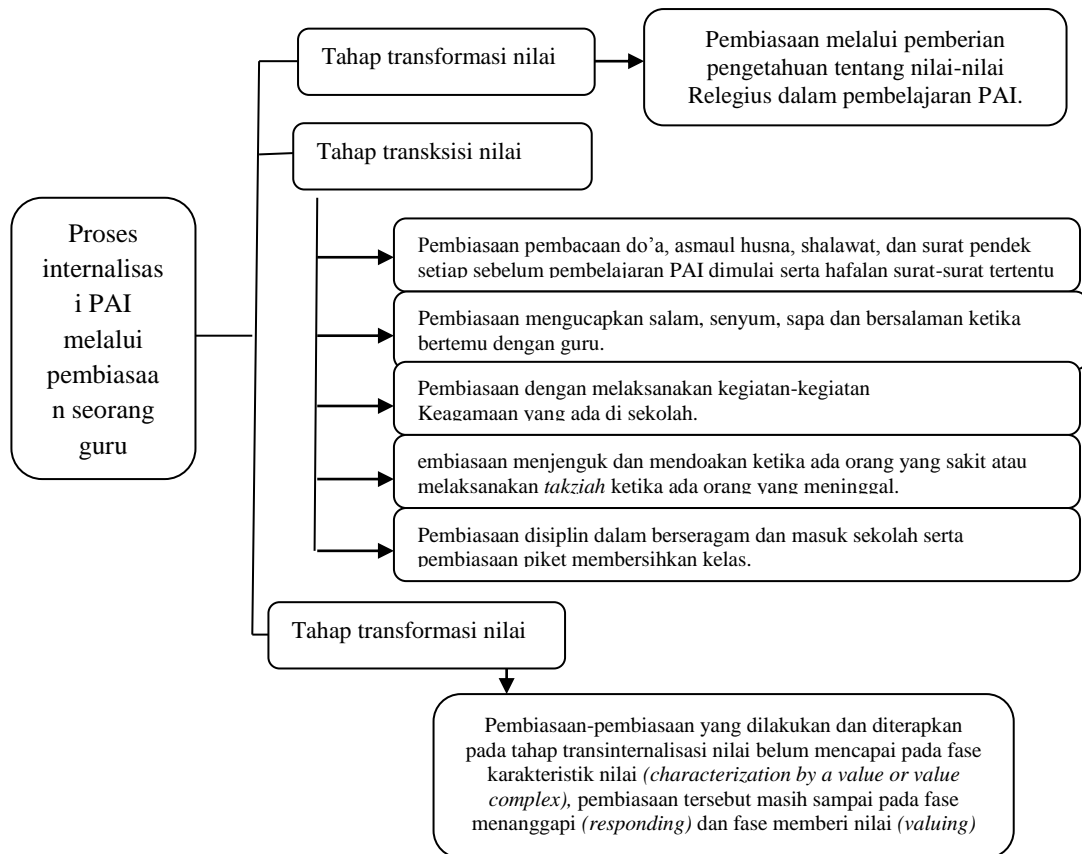 Tahap transformasi nilai
Pembiasaan melalui pemberian
pengetahuan tentang nilai-nilai
Relegius dalam pembelajaran PAI.
Tahap transksisi nilai
Proses
internalisas
i PAI
melalui
pembiasaa
n seorang
guru
Pembiasaan pembacaan do’a, asmaul husna, shalawat, dan surat pendek
setiap sebelum pembelajaran PAI dimulai serta hafalan surat-surat tertentu
Pembiasaan mengucapkan salam, senyum, sapa dan bersalaman ketika
bertemu dengan guru.
Pembiasaan dengan melaksanakan kegiatan-kegiatan
Keagamaan yang ada di sekolah.
embiasaan menjenguk dan mendoakan ketika ada orang yang sakit atau
melaksanakan takziah ketika ada orang yang meninggal.
Pembiasaan disiplin dalam berseragam dan masuk sekolah serta
pembiasaan piket membersihkan kelas.
Tahap transformasi nilai
Pembiasaan-pembiasaan yang dilakukan dan diterapkan
pada tahap transinternalisasi nilai belum mencapai pada fase
karakteristik nilai (characterization by a value or value
complex), pembiasaan tersebut masih sampai pada fase
menanggapi (responding) dan fase memberi nilai (valuing)